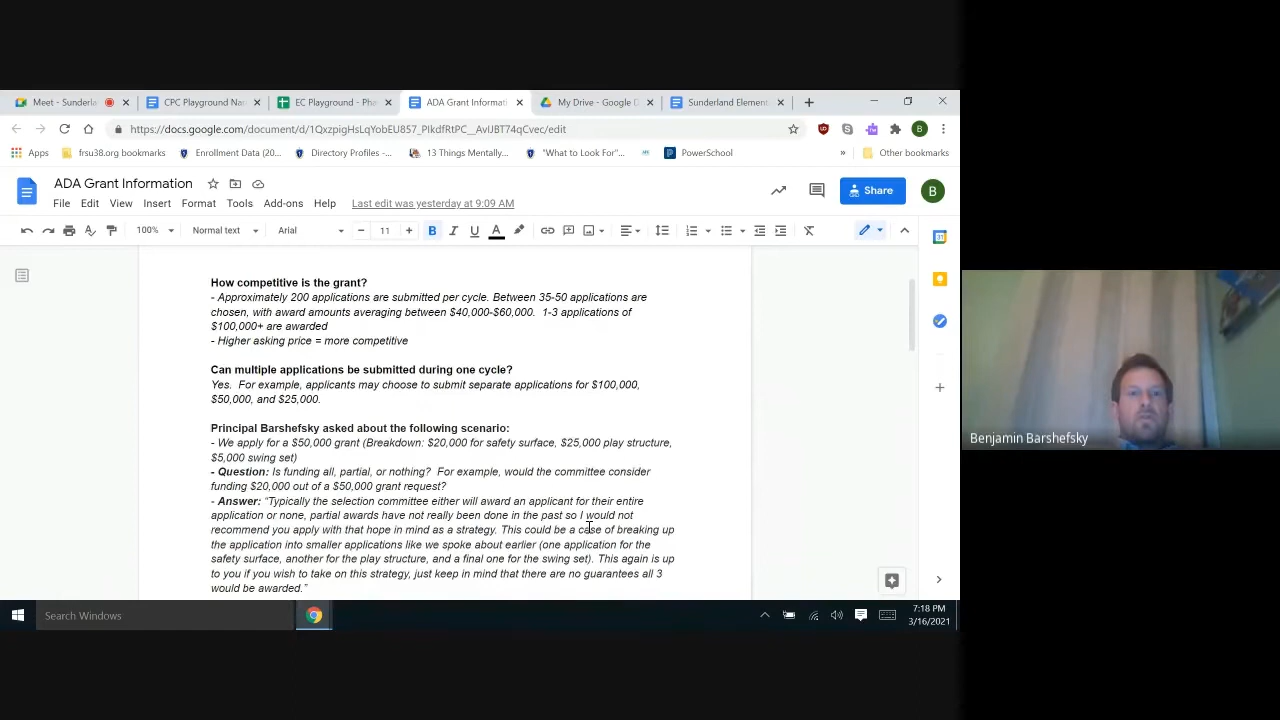 Meet - Sunderla
CPC Playground Nar
EC Playground - Pha
ADA Grant Informati
My Drive - Google D
Sunderland Element
https://docs.google.com/document/d/1QxzpigHsLqYobEU857_PIkdfRtPC__AvUBT74qCvec/edit
Apps
frsu38.org bookmarks
Enrollment Data (20...
Directory Profiles -...
13 Things Mentally...
"What to Look For"...
PowerSchool
»
Other bookmarks
ADA Grant Information
Share
B
File Edit View Insert Format Tools Add-ons Help Last edit was yesterday at 9:09 AM
100% Normal text Arial 11 B I U A
How competitive is the grant?
- Approximately 200 applications are submitted per cycle. Between 35-50 applications are
chosen, with award amounts averaging between $40,000-$60,000. 1-3 applications of
$100,000+ are awarded
- Higher asking price = more competitive
Can multiple applications be submitted during one cycle?
Yes. For example, applicants may choose to submit separate applications for $100,000,
$50,000, and $25,000.
Principal Barshefsky asked about the following scenario:
- We apply for a $50,000 grant (Breakdown: $20,000 for safety surface, $25,000 play structure,
$5,000 swing set)
- Question: Is funding all, partial, or nothing? For example, would the committee consider
funding $20,000 out of a $50,000 grant request?
- Answer: “Typically the selection committee either will award an applicant for their entire
application or none, partial awards have not really been done in the past so I would not
recommend you apply with that hope in mind as a strategy. This could be a case of breaking up
the application into smaller applications like we spoke about earlier (one application for the
safety surface, another for the play structure, and a final one for the swing set). This again is up
to you if you wish to take on this strategy, just keep in mind that there are no guarantees all 3
would be awarded.”
Benjamin Barshefsky
Search Windows
7:18 PM
3/16/2021